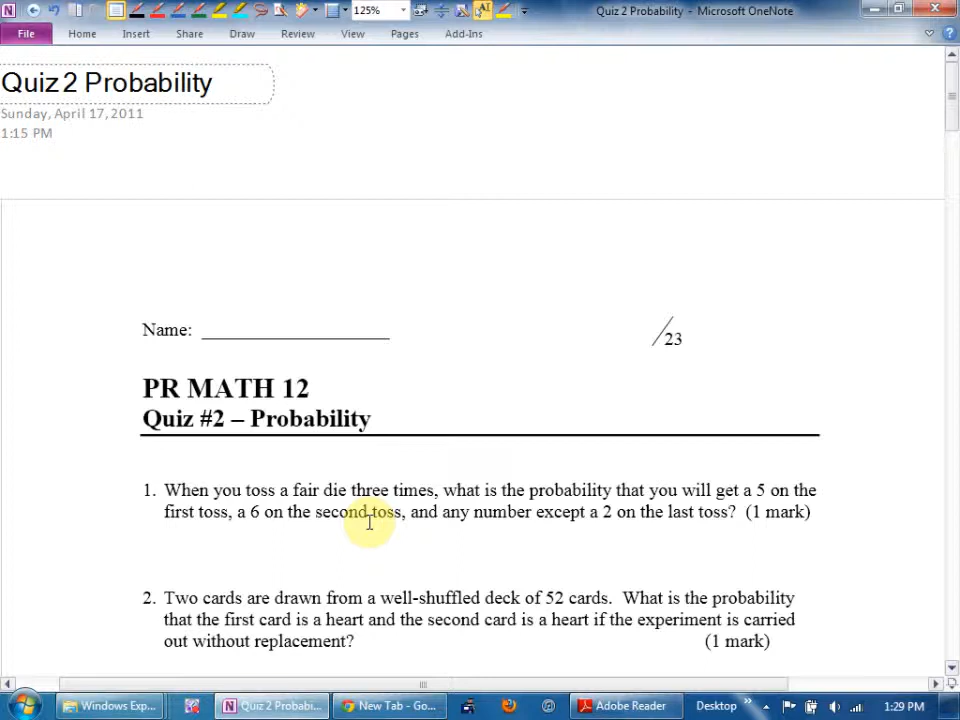 125%
Quiz 2 Probability - Microsoft OneNote
File Home Insert Share Draw Review View Pages Add-Ins
Quiz 2 Probability
Sunday, April 17, 2011
1:15 PM
Name: ____________________ /23
PR MATH 12
Quiz #2 – Probability
1. When you toss a fair die three times, what is the probability that you will get a 5 on the
first toss, a 6 on the second toss, and any number except a 2 on the last toss? (1 mark)
2. Two cards are drawn from a well-shuffled deck of 52 cards. What is the probability
that the first card is a heart and the second card is a heart if the experiment is carried
out without replacement? (1 mark)
Windows Exp... Quiz 2 Probabi... New Tab - Go... Adobe Reader Desktop 1:29 PM